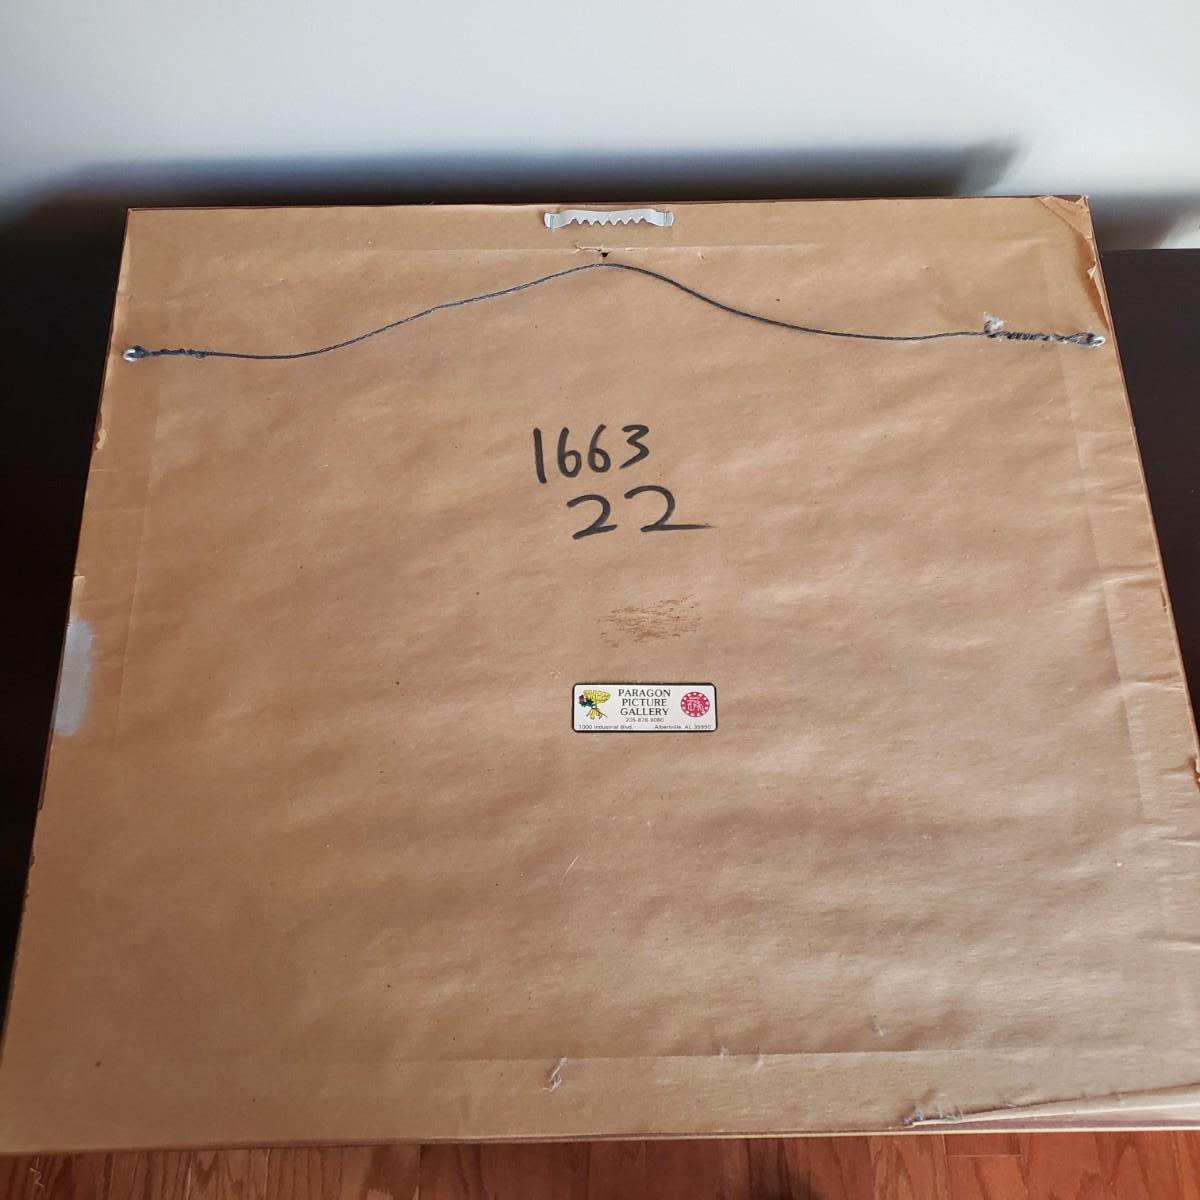 1663
22
PARAGON
PICTURE
GALLERY
205-878-9080
1000 Industrial Blvd. Albertville, AL 35950